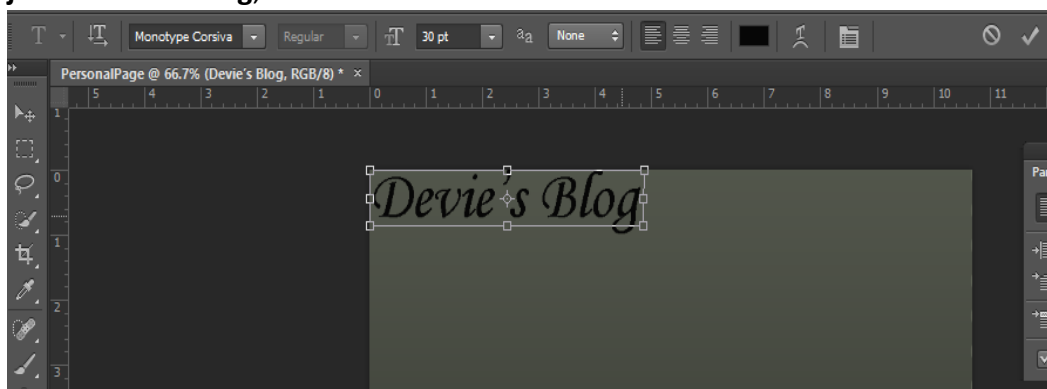 T Monotype Corsiva Regular T 30 pt aa None
PersonalPage @ 66.7% (Devie's Blog, RGB/8) * ×
5 4 3 2 1 0 1 2 3 4 5 6 7 8 9 10 11
1
0
1
2
3
Devie´s Blog